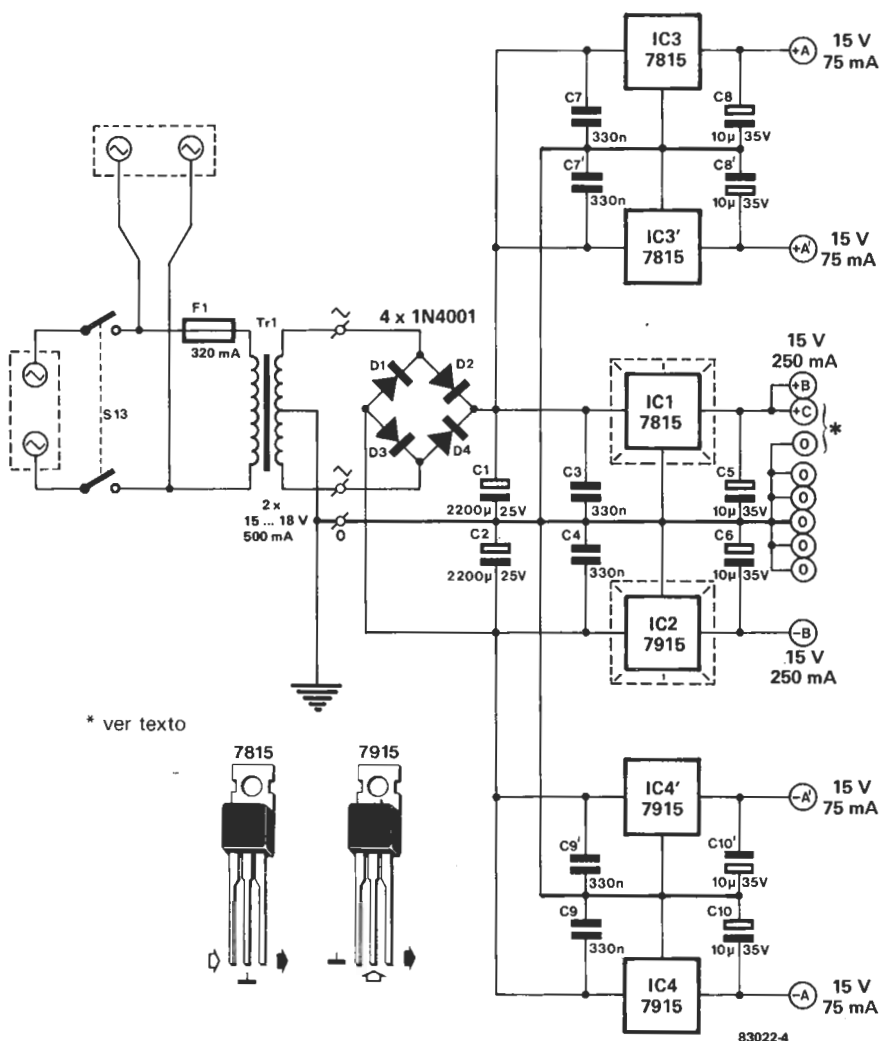 IC3
7815
+A
15 V
75 mA
C7
330n
C8
10µ 35V
C7'
330n
C8'
10µ 35V
IC3'
7815
+A'
15 V
75 mA
F1
320 mA
Tr1
S13
~
~
0
2 x
15 ... 18 V
500 mA
4 x 1N4001
D1
D2
D3
D4
C1
2200µ 25V
C2
2200µ 25V
C3
330n
C4
330n
IC1
7815
C5
10µ 35V
C6
10µ 35V
15 V
250 mA
+B
+C
*
0
0
0
0
0
0
IC2
7915
-B
15 V
250 mA
* ver texto
7815
7915
IC4'
7915
-A'
15 V
75 mA
C9'
330n
C10'
10µ 35V
C9
330n
C10
10µ 35V
IC4
7915
-A
15 V
75 mA
83022-4